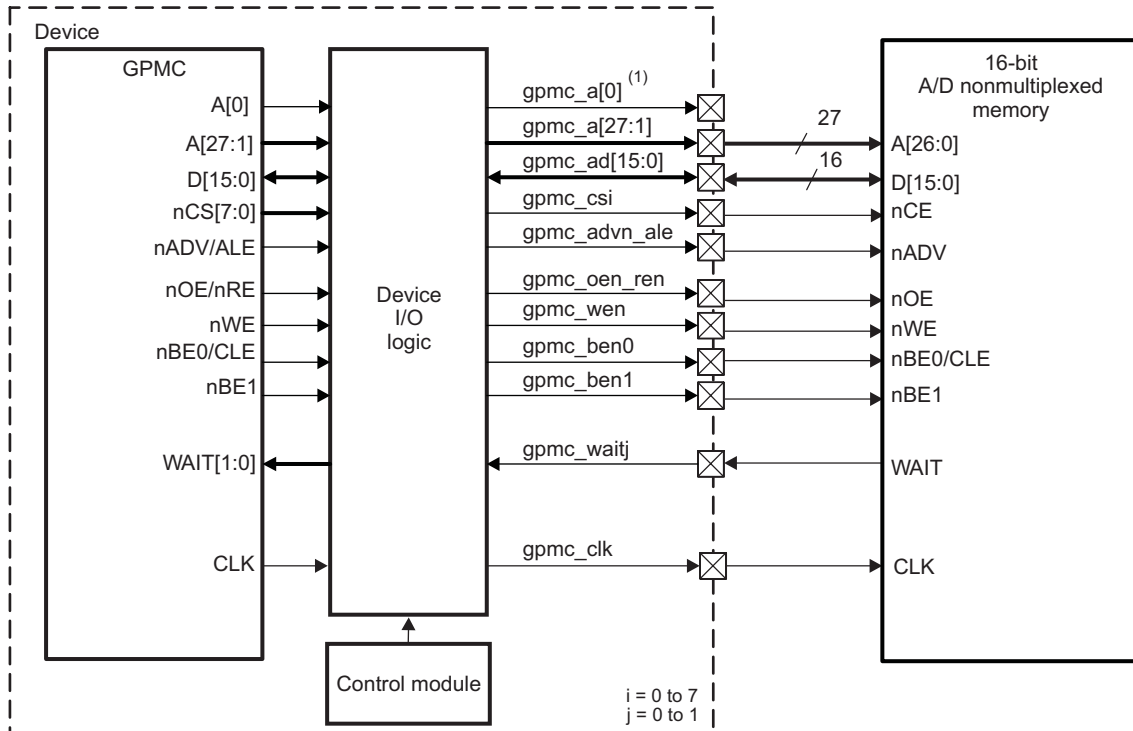 Device
GPMC
A[0]
A[27:1]
D[15:0]
nCS[7:0]
nADV/ALE
nOE/nRE
nWE
nBE0/CLE
nBE1
WAIT[1:0]
CLK
Device
I/O
logic
Control module
gpmc_a[0] (1)
gpmc_a[27:1]
gpmc_ad[15:0]
gpmc_csi
gpmc_advn_ale
gpmc_oen_ren
gpmc_wen
gpmc_ben0
gpmc_ben1
gpmc_waitj
gpmc_clk
i = 0 to 7
j = 0 to 1
27
16
16-bit
A/D nonmultiplexed
memory
A[26:0]
D[15:0]
nCE
nADV
nOE
nWE
nBE0/CLE
nBE1
WAIT
CLK